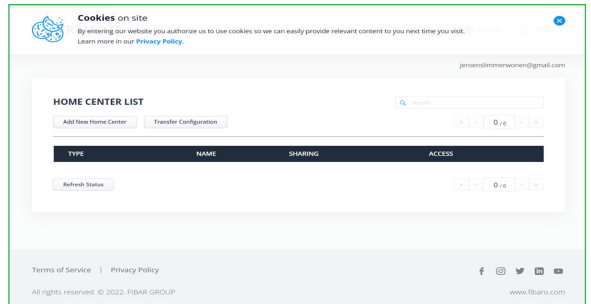 Cookies on site
By entering our website you authorize us to use cookies so we can easily provide relevant content to you next time you visit.
Learn more in our Privacy Policy.
jeroenslimmerwonen@gmail.com
HOME CENTER LIST
Search...
Add New Home Center Transfer Configuration
« ‹ 0 / 0 › »
TYPE NAME SHARING ACCESS
Refresh Status
« ‹ 0 / 0 › »
Terms of Service | Privacy Policy
All rights reserved. © 2022. FIBAR GROUP
www.fibaro.com